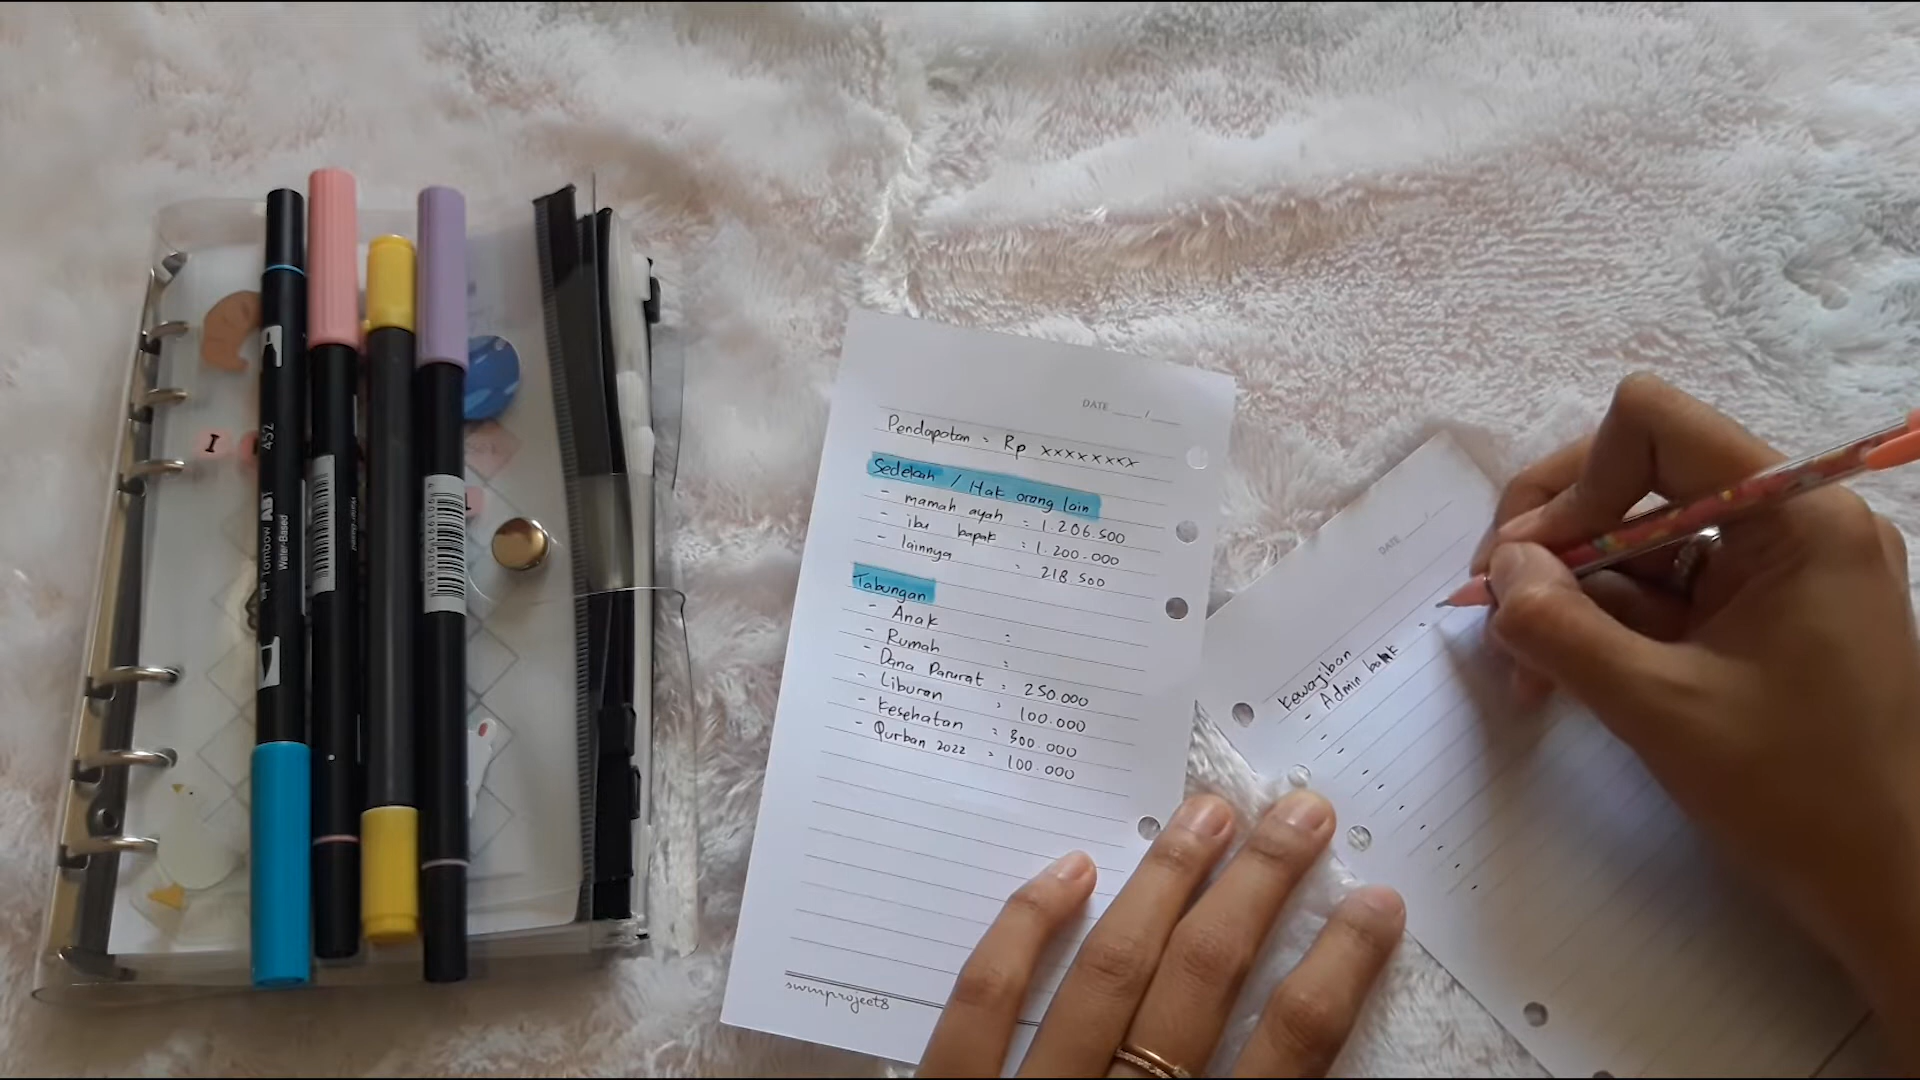 DATE
Pendapatan = Rp xxxxxxxx
Sedekah / Hak orang lain
- mamah ayah = 1.206.500
- ibu bapak = 1.200.000
- lainnya = 218.500
Tabungan
- Anak :
- Rumah :
- Dana Darurat : 250.000
- Liburan = 100.000
- Kesehatan = 300.000
- Qurban 2022 = 100.000
swmprojects
DATE
Kewajiban
- Admin bank =
I
452
Tombow ABT
Water-Based